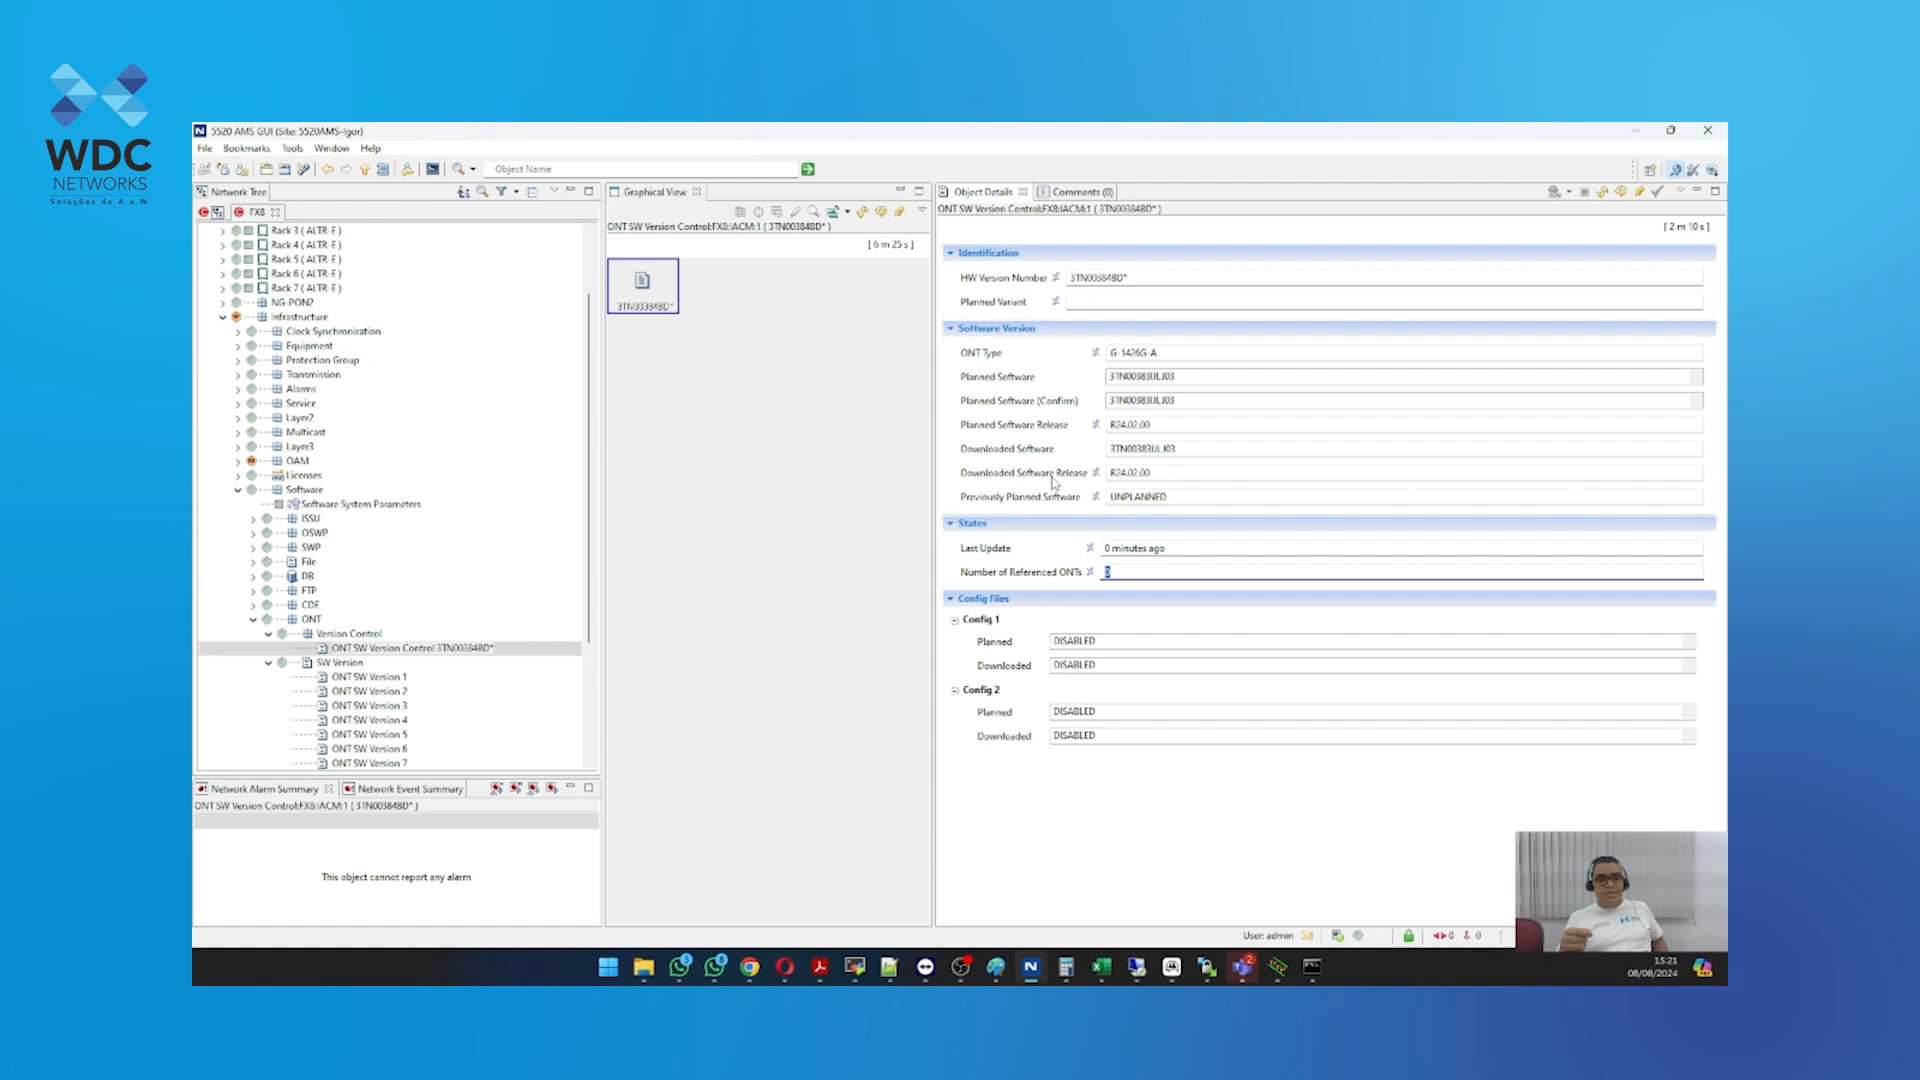 WDC
NETWORKS
Soluções de A a W
5520 AMS GUI (Site: 5520AMS-Igor)
File Bookmarks Tools Window Help
Object Name
Network Tree
FX8
Rack 3 ( ALTR-E )
Rack 4 ( ALTR-E )
Rack 5 ( ALTR-E )
Rack 6 ( ALTR-E )
Rack 7 ( ALTR-E )
NG-PON2
Infrastructure
Clock Synchronization
Equipment
Protection Group
Transmission
Alarms
Service
Layer2
Multicast
Layer3
OAM
Licenses
Software
Software System Parameters
ISSU
OSWP
SWP
File
DB
FTP
CDE
ONT
Version Control
ONT SW Version Control 3TN00384BD*
SW Version
ONT SW Version 1
ONT SW Version 2
ONT SW Version 3
ONT SW Version 4
ONT SW Version 5
ONT SW Version 6
ONT SW Version 7
Network Alarm Summary Network Event Summary
ONT SW Version Control:FX8:IACM:1 ( 3TN00384BD* )
This object cannot report any alarm
Graphical View
ONT SW Version Control:FX8:IACM:1 ( 3TN00384BD* )
[ 6 m 25 s ]
3TN00384BD*
Object Details Comments (0)
ONT SW Version Control:FX8:IACM:1 ( 3TN00384BD* )
[ 2 m 10 s ]
Identification
HW Version Number 3TN00384BD*
Planned Variant
Software Version
ONT Type G-1426G-A
Planned Software 3TN00383IJLJ03
Planned Software (Confirm) 3TN00383IJLJ03
Planned Software Release R24.02.00
Downloaded Software 3TN00383IJLJ03
Downloaded Software Release R24.02.00
Previously Planned Software UNPLANNED
States
Last Update 0 minutes ago
Number of Referenced ONTs 0
Config Files
Config 1
Planned DISABLED
Downloaded DISABLED
Config 2
Planned DISABLED
Downloaded DISABLED
User: admin
0 0
15:21
08/08/2024